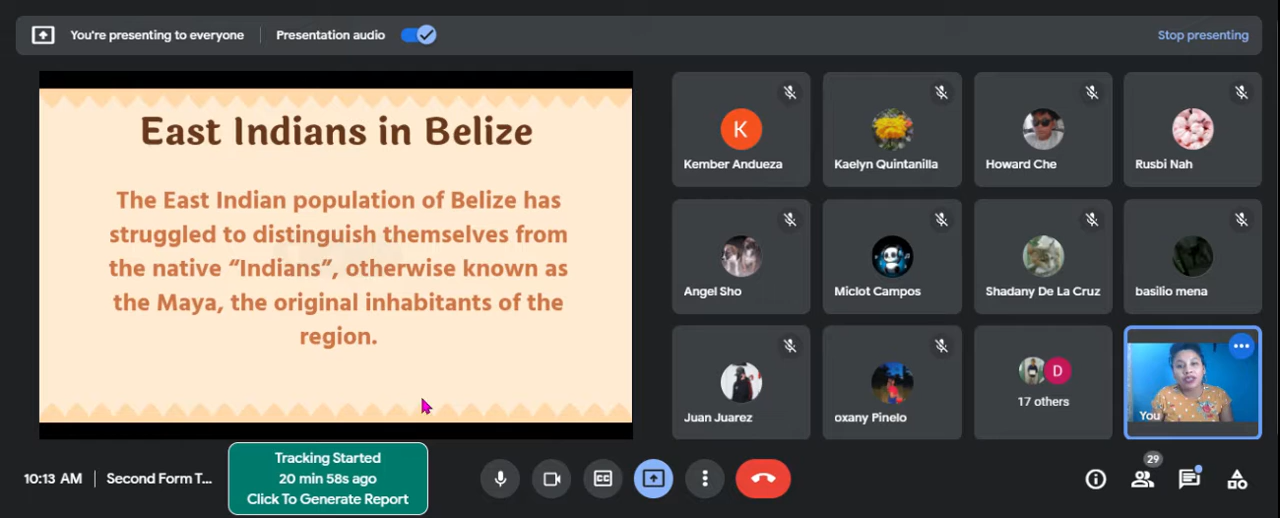 You're presenting to everyone
Presentation audio
Stop presenting
East Indians in Belize
The East Indian population of Belize has
struggled to distinguish themselves from
the native “Indians”, otherwise known as
the Maya, the original inhabitants of the
region.
K
Kember Andueza
Kaelyn Quintanilla
Howard Che
Rusbi Nah
Angel Sho
Miclot Campos
Shadany De La Cruz
basilio mena
Juan Juarez
oxany Pinelo
D
17 others
You
10:13 AM
Second Form T...
Tracking Started
20 min 58s ago
Click To Generate Report
CC
29